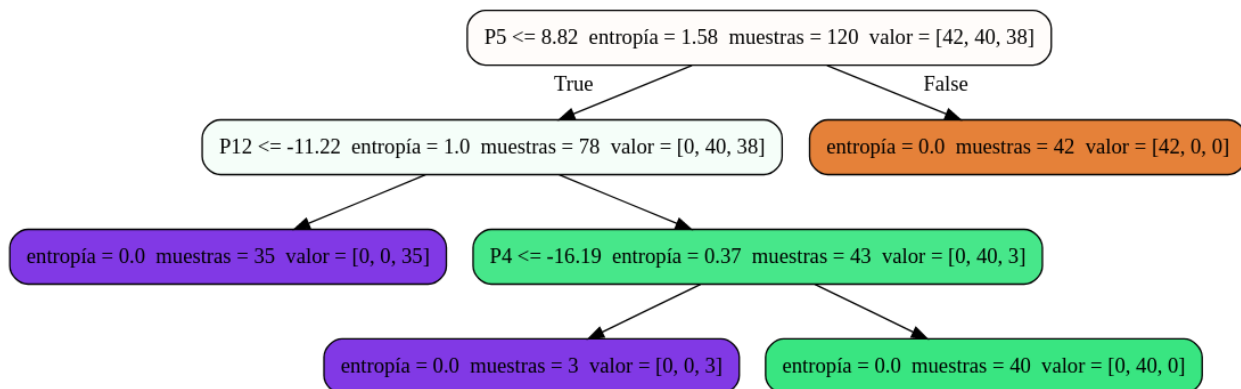 P5 <= 8.82 entropía = 1.58 muestras = 120 valor = [42, 40, 38]
True
False
P12 <= -11.22 entropía = 1.0 muestras = 78 valor = [0, 40, 38]
entropía = 0.0 muestras = 42 valor = [42, 0, 0]
entropía = 0.0 muestras = 35 valor = [0, 0, 35]
P4 <= -16.19 entropía = 0.37 muestras = 43 valor = [0, 40, 3]
entropía = 0.0 muestras = 3 valor = [0, 0, 3]
entropía = 0.0 muestras = 40 valor = [0, 40, 0]